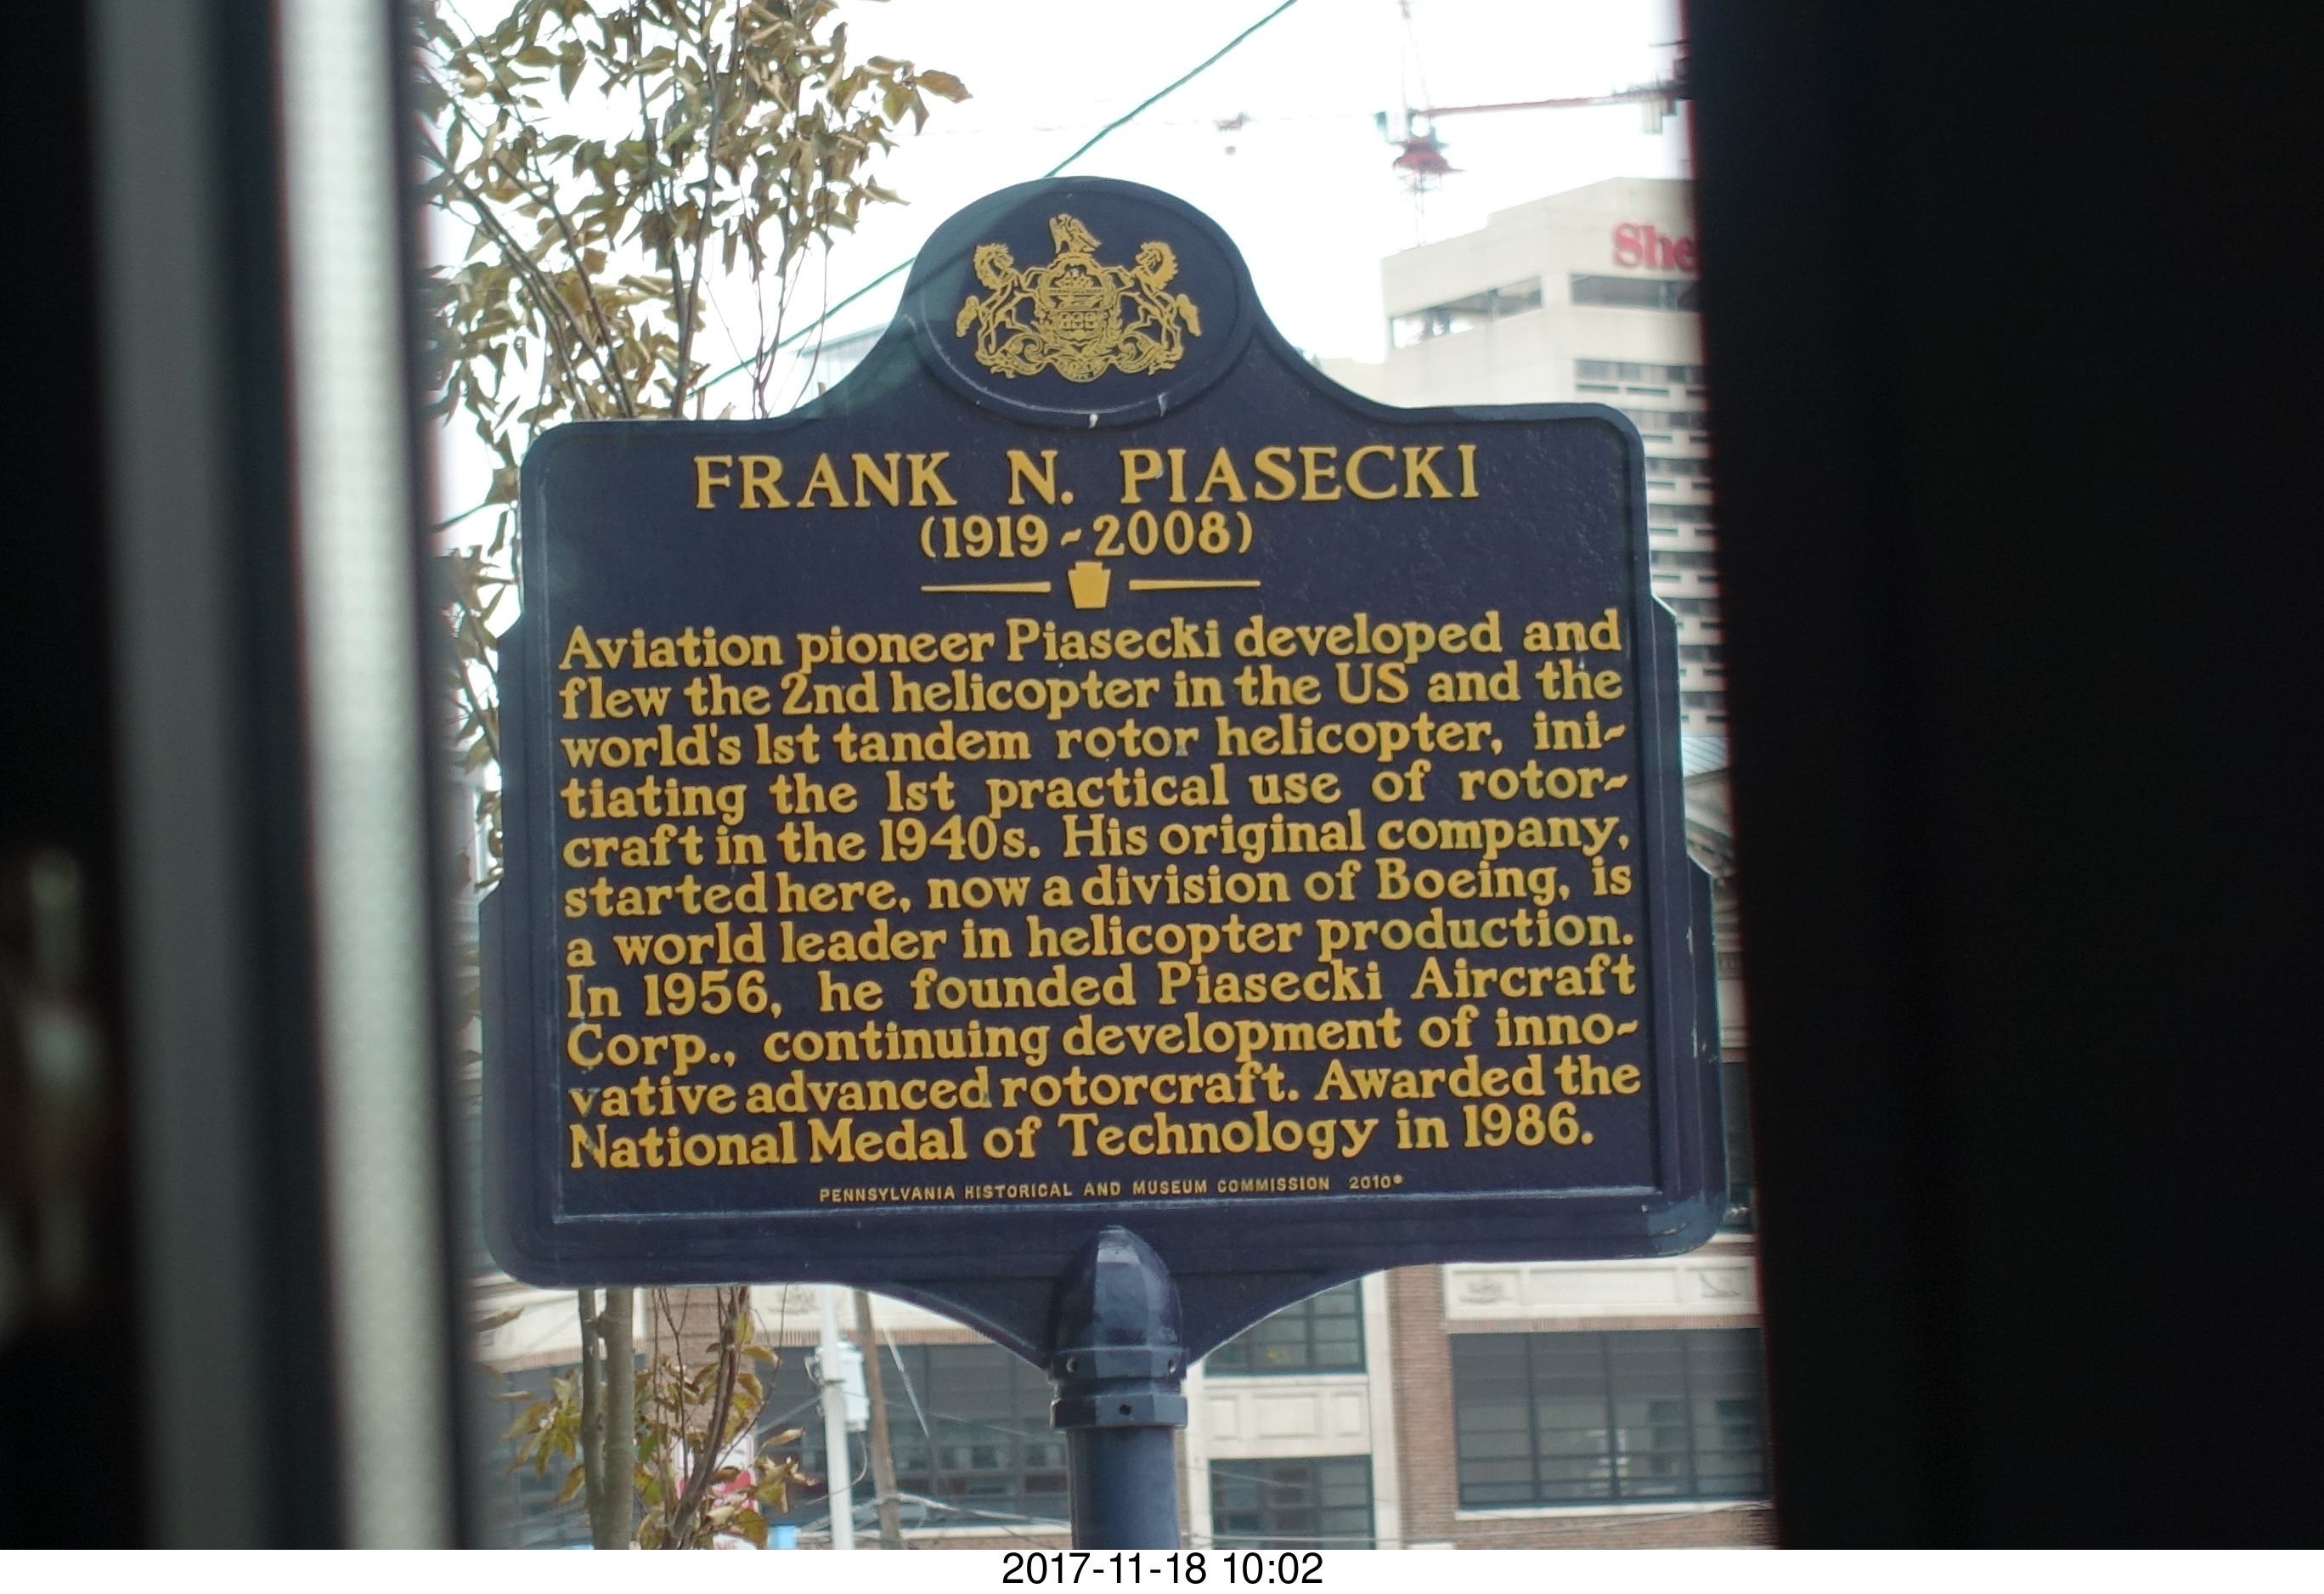 She
FRANK N. PIASECKI
(1919~2008)
Aviation pioneer Piasecki developed and
flew the 2nd helicopter in the US and the
world's 1st tandem rotor helicopter, ini~
tiating the 1st practical use of rotor~
craft in the 1940s. His original company,
started here, now a division of Boeing, is
a world leader in helicopter production.
In 1956, he founded Piasecki Aircraft
Corp., continuing development of inno~
vative advanced rotorcraft. Awarded the
National Medal of Technology in 1986.
PENNSYLVANIA HISTORICAL AND MUSEUM COMMISSION 2010
2017-11-18 10:02